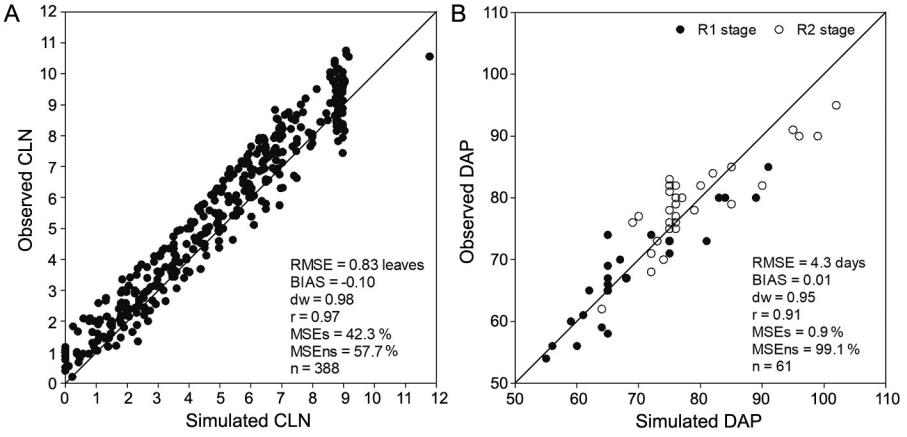 A
12
11
10
9
8
7
6
5
4
3
2
1
0
0 1 2 3 4 5 6 7 8 9 10 11 12
Observed CLN
Simulated CLN
RMSE = 0.83 leaves
BIAS = -0.10
dw = 0.98
r = 0.97
MSEs = 42.3 %
MSEns = 57.7 %
n = 388
B
R1 stage R2 stage
110
100
90
80
70
60
50
50 60 70 80 90 100 110
Observed DAP
Simulated DAP
RMSE = 4.3 days
BIAS = 0.01
dw = 0.95
r = 0.91
MSEs = 0.9 %
MSEns = 99.1 %
n = 61